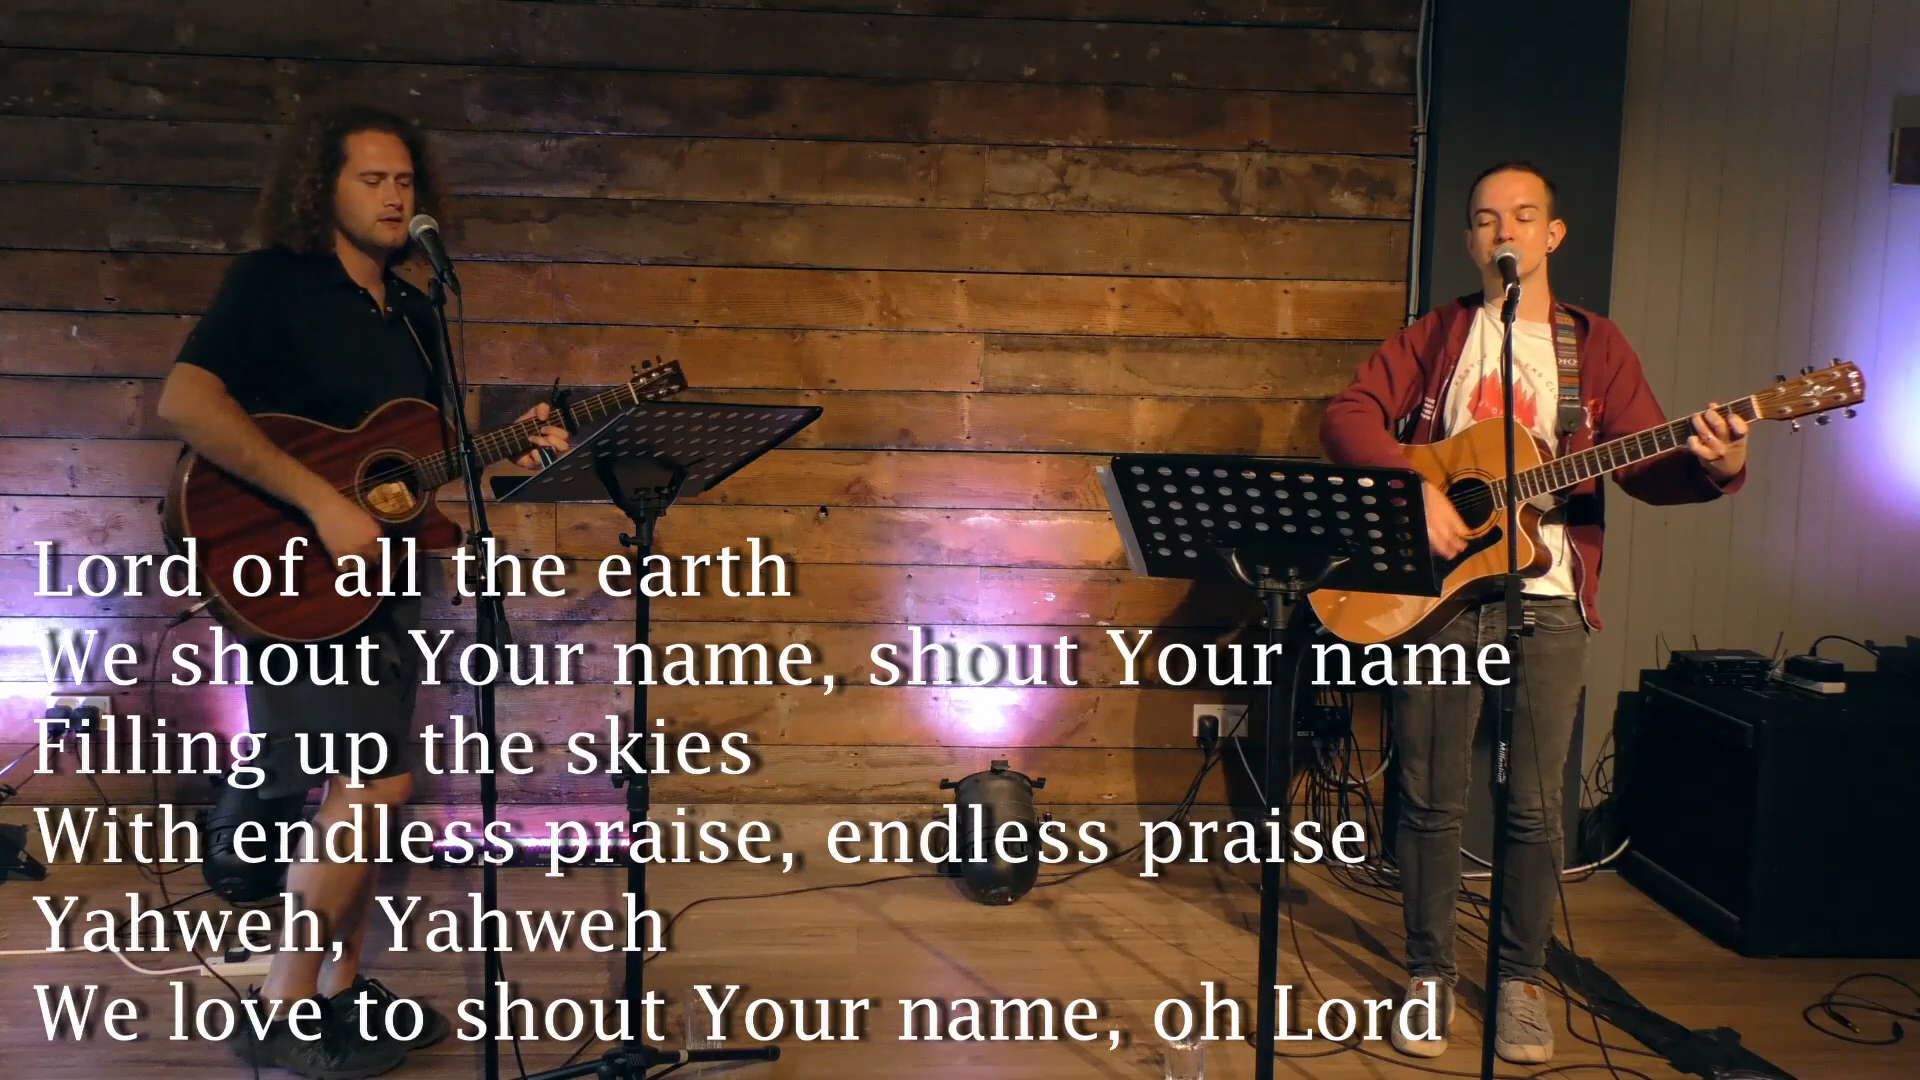 Lord of all the earth
We shout Your name, shout Your name
Filling up the skies
With endless praise, endless praise
Yahweh, Yahweh
We love to shout Your name, oh Lord
Millenium